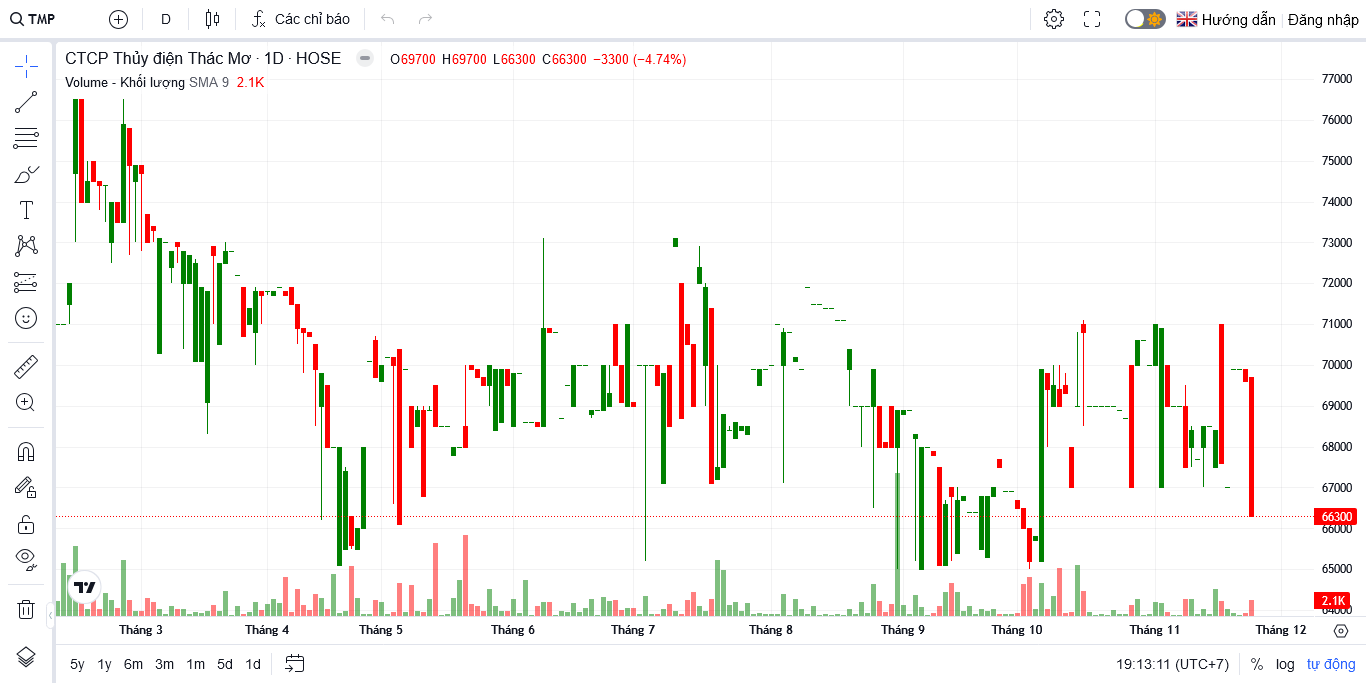 TMP D Các chỉ báo Hướng dẫn Đăng nhập
CTCP Thủy điện Thác Mơ · 1D · HOSE O69700 H69700 L66300 C66300 −3300 (−4.74%)
Volume - Khối lượng SMA 9 2.1K
77000
76000
75000
74000
73000
72000
71000
70000
69000
68000
67000
66300
66000
65000
2.1K
64000
Tháng 3 Tháng 4 Tháng 5 Tháng 6 Tháng 7 Tháng 8 Tháng 9 Tháng 10 Tháng 11 Tháng 12
5y 1y 6m 3m 1m 5d 1d 19:13:11 (UTC+7) % log tự động